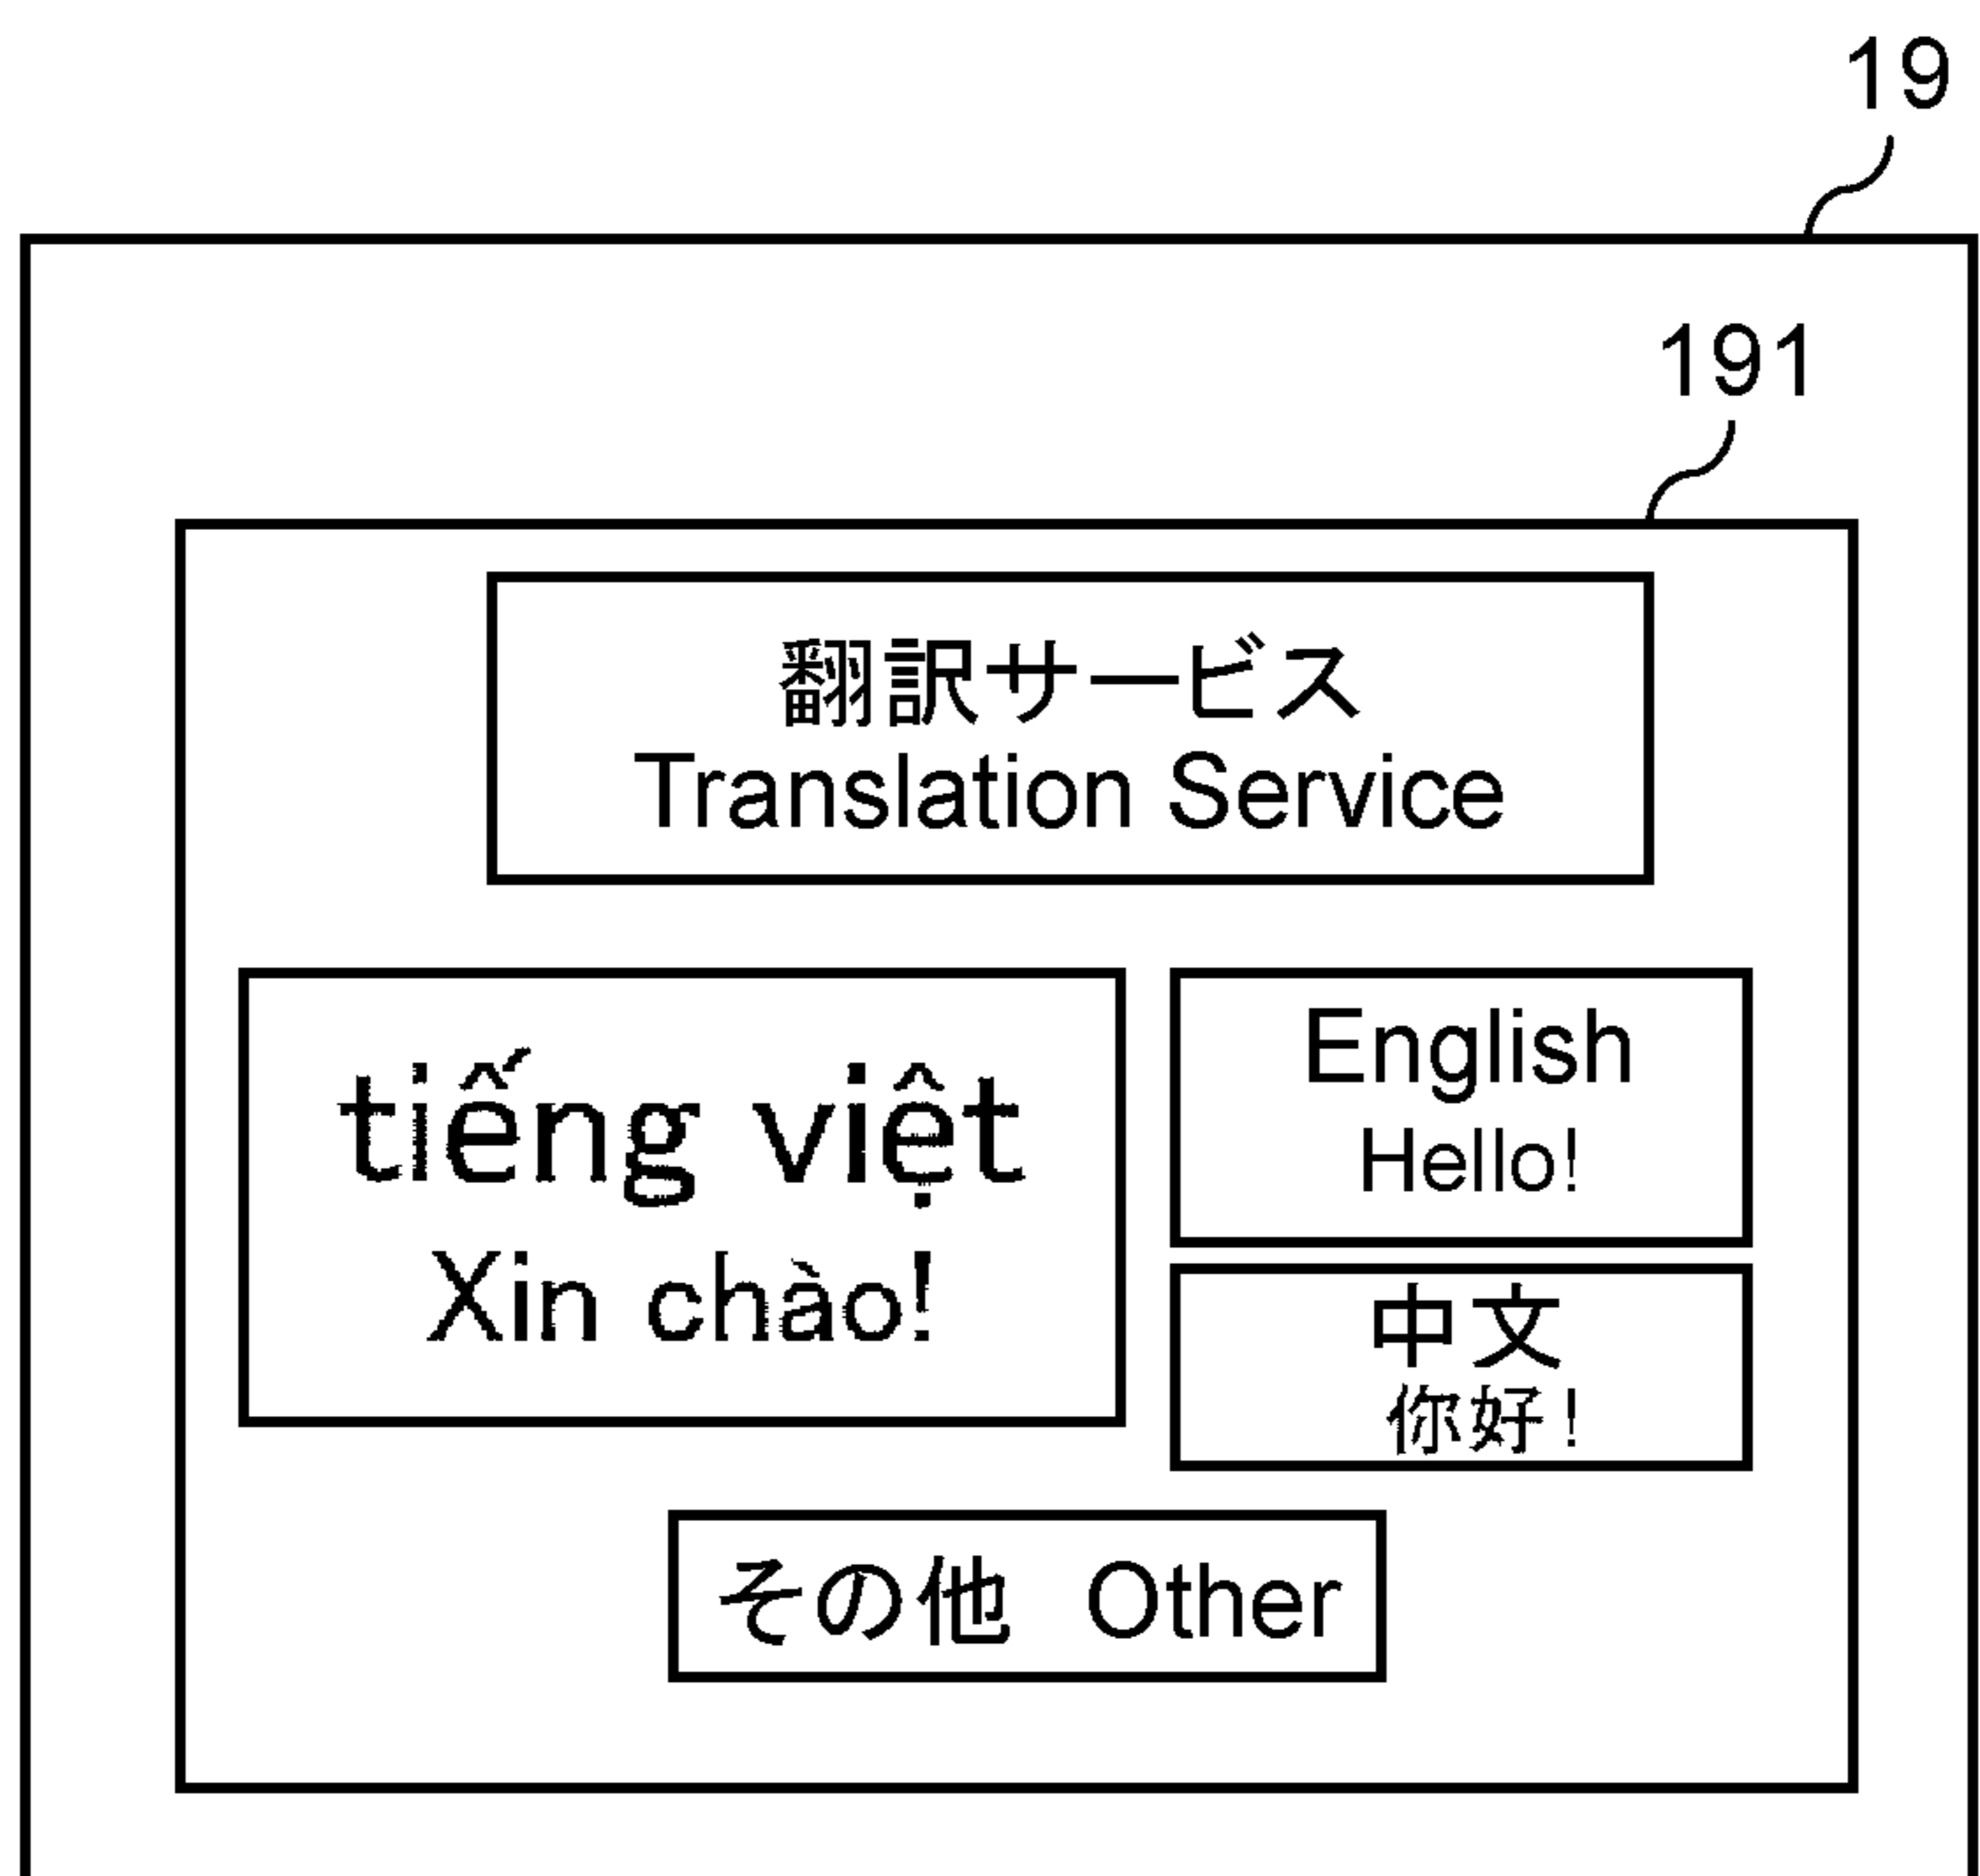 19
191
翻訳サービス
Translation Service
tiếng việt
Xin chào!
English
Hello!
中文
你好!
その他 Other